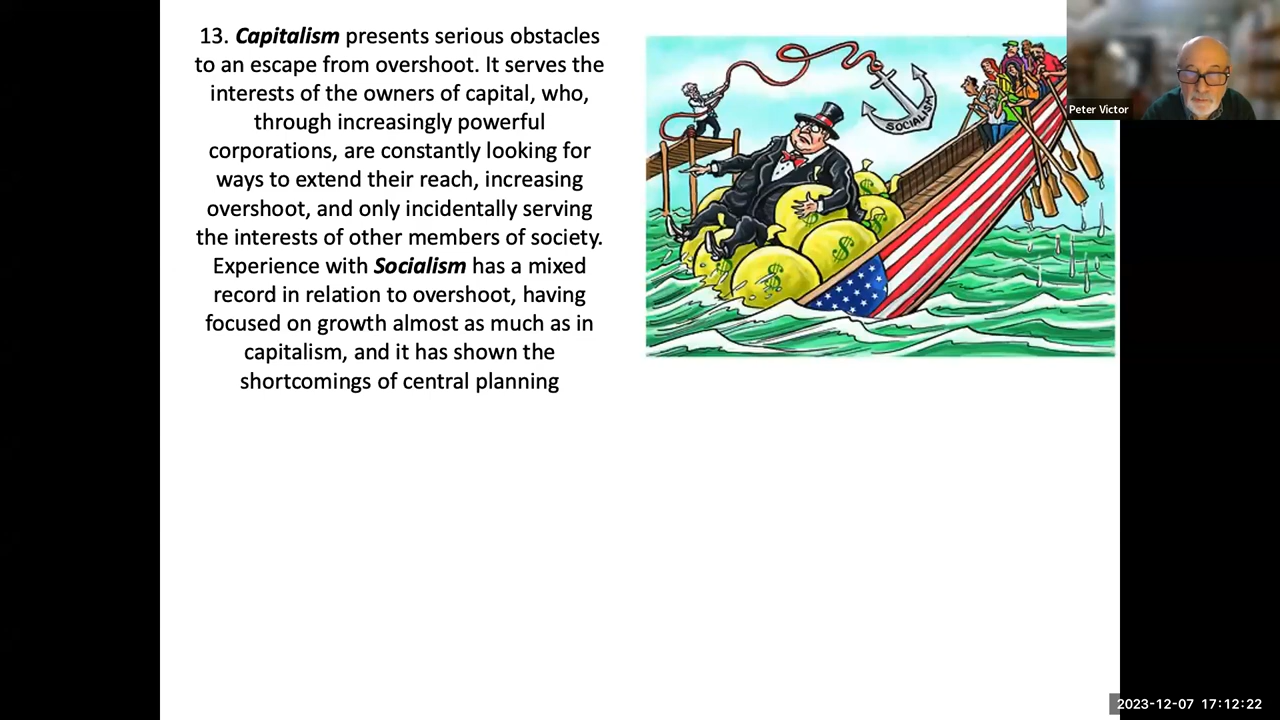 13. Capitalism presents serious obstacles
to an escape from overshoot. It serves the
interests of the owners of capital, who,
through increasingly powerful
corporations, are constantly looking for
ways to extend their reach, increasing
overshoot, and only incidentally serving
the interests of other members of society.
Experience with Socialism has a mixed
record in relation to overshoot, having
focused on growth almost as much as in
capitalism, and it has shown the
shortcomings of central planning
SOCIALISM
$
$
$
$
$
Peter Victor
2023-12-07 17:12:22